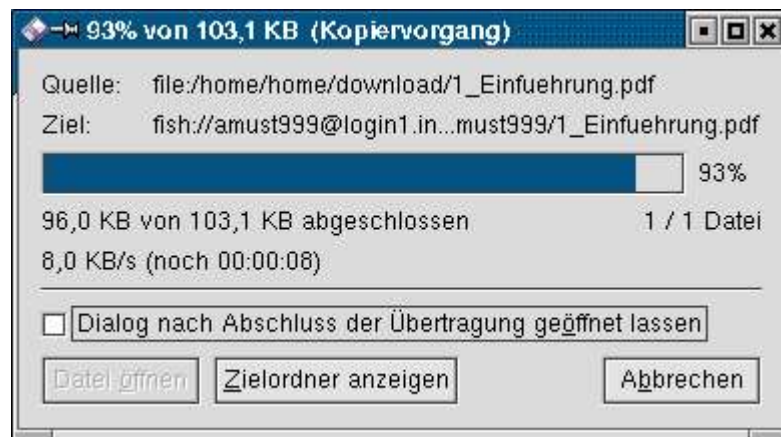 93% von 103,1 KB (Kopiervorgang)
Quelle: file:/home/home/download/1_Einfuehrung.pdf
Ziel: fish://amust999@login1.in...must999/1_Einfuehrung.pdf
93%
96,0 KB von 103,1 KB abgeschlossen 1 / 1 Datei
8,0 KB/s (noch 00:00:08)
Dialog nach Abschluss der Übertragung geöffnet lassen
Datei öffnen Zielordner anzeigen Abbrechen